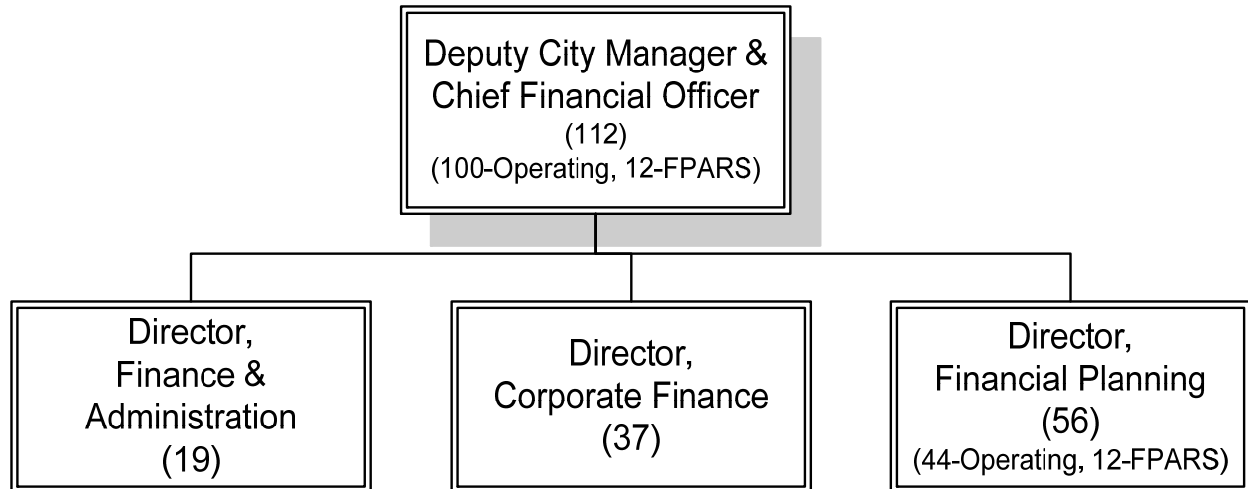 Deputy City Manager &
Chief Financial Officer
(112)
(100-Operating, 12-FPARS)
Director,
Finance &
Administration
(19)
Director,
Corporate Finance
(37)
Director,
Financial Planning
(56)
(44-Operating, 12-FPARS)